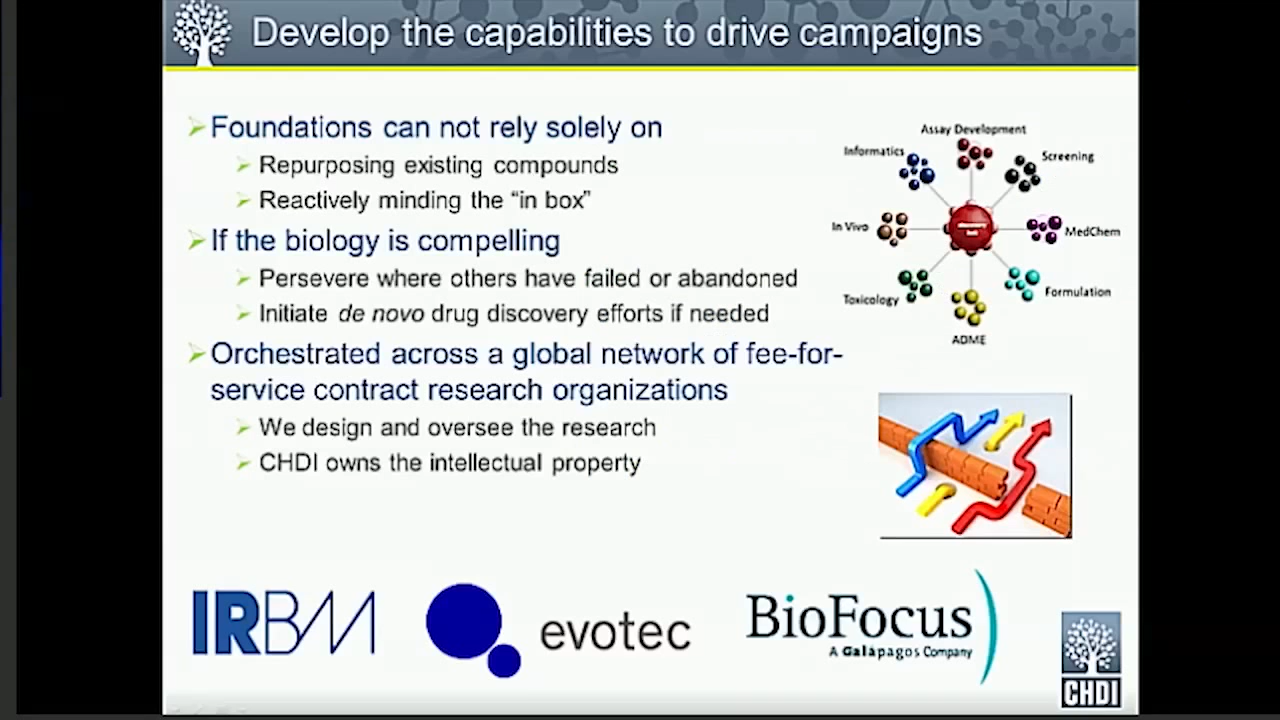 Develop the capabilities to drive campaigns
Foundations can not rely solely on
Repurposing existing compounds
Reactively minding the “in box”
If the biology is compelling
Persevere where others have failed or abandoned
Initiate de novo drug discovery efforts if needed
Orchestrated across a global network of fee-for-
service contract research organizations
We design and oversee the research
CHDI owns the intellectual property
Assay Development
Informatics
Screening
In Vivo
MedChem
Toxicology
Formulation
ADME
IRBM
evotec
BioFocus
A Galápagos Company
CHDI